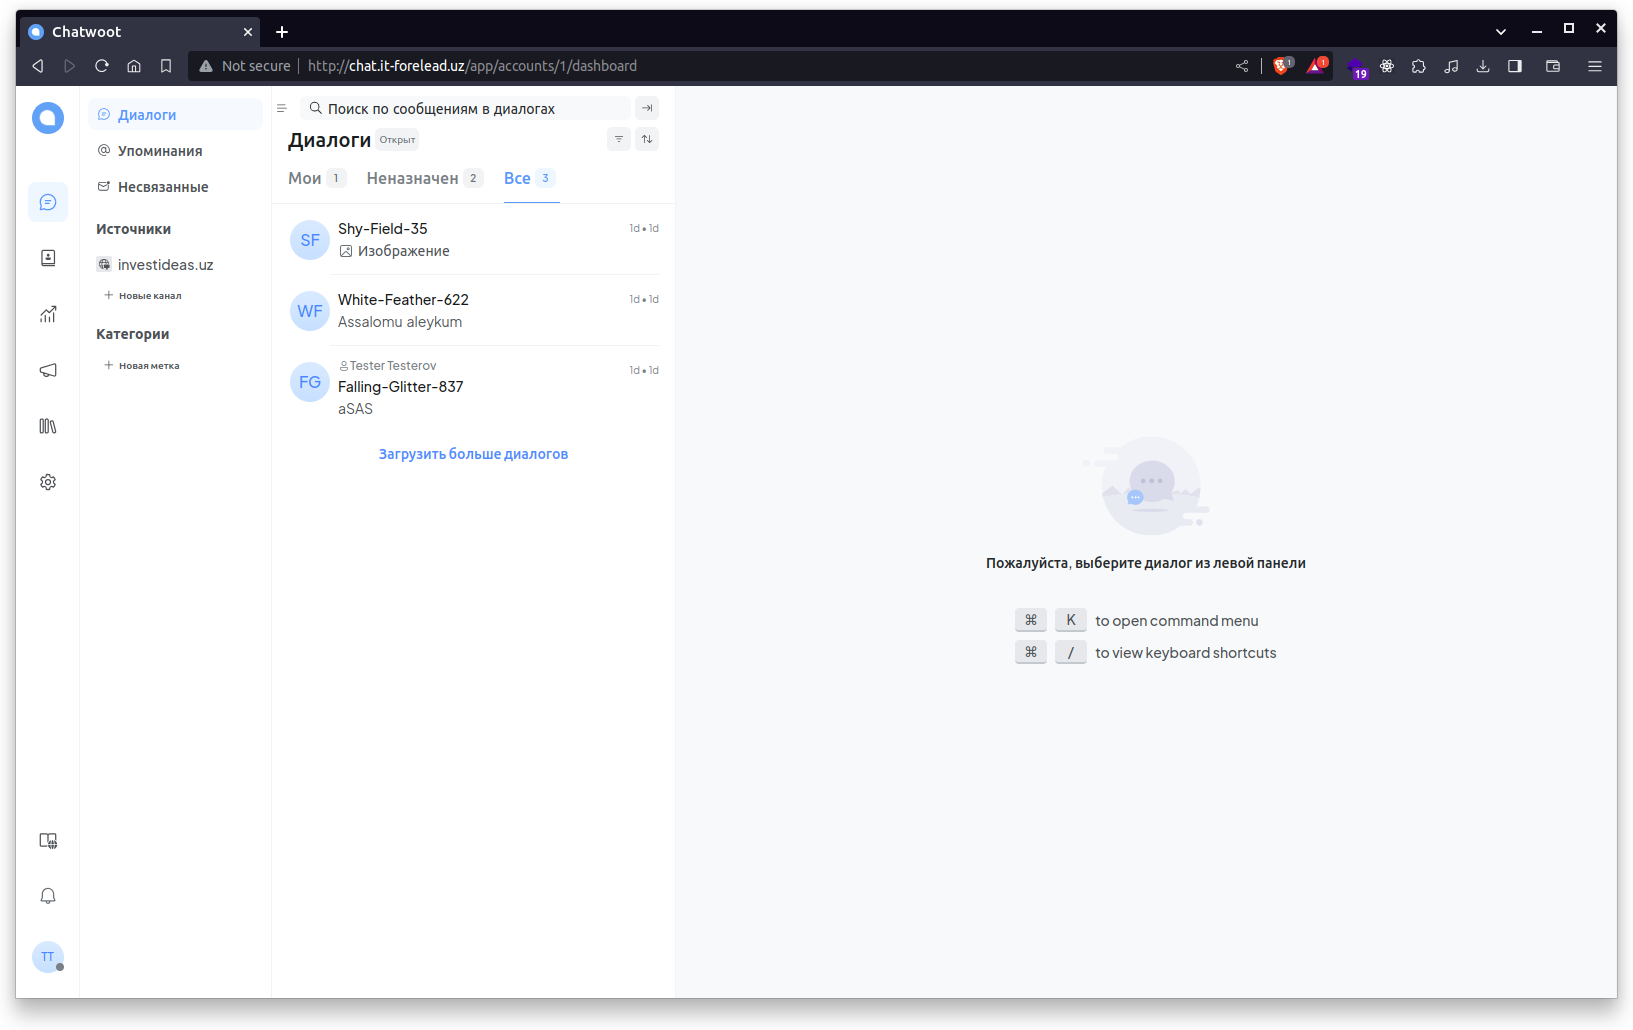 Chatwoot
Not secure
http://chat.it-forelead.uz/app/accounts/1/dashboard
1
1
19
Диалоги
Упоминания
Несвязанные
Источники
investideas.uz
Новые канал
Категории
Новая метка
TT
Поиск по сообщениям в диалогах
Диалоги Открыт
Мои 1 Неназначен 2 Все 3
SF
Shy-Field-35
1d • 1d
Изображение
WF
White-Feather-622
1d • 1d
Assalomu aleykum
Tester Testerov
1d • 1d
FG
Falling-Glitter-837
aSAS
Загрузить больше диалогов
Пожалуйста, выберите диалог из левой панели
⌘ K to open command menu
⌘ / to view keyboard shortcuts